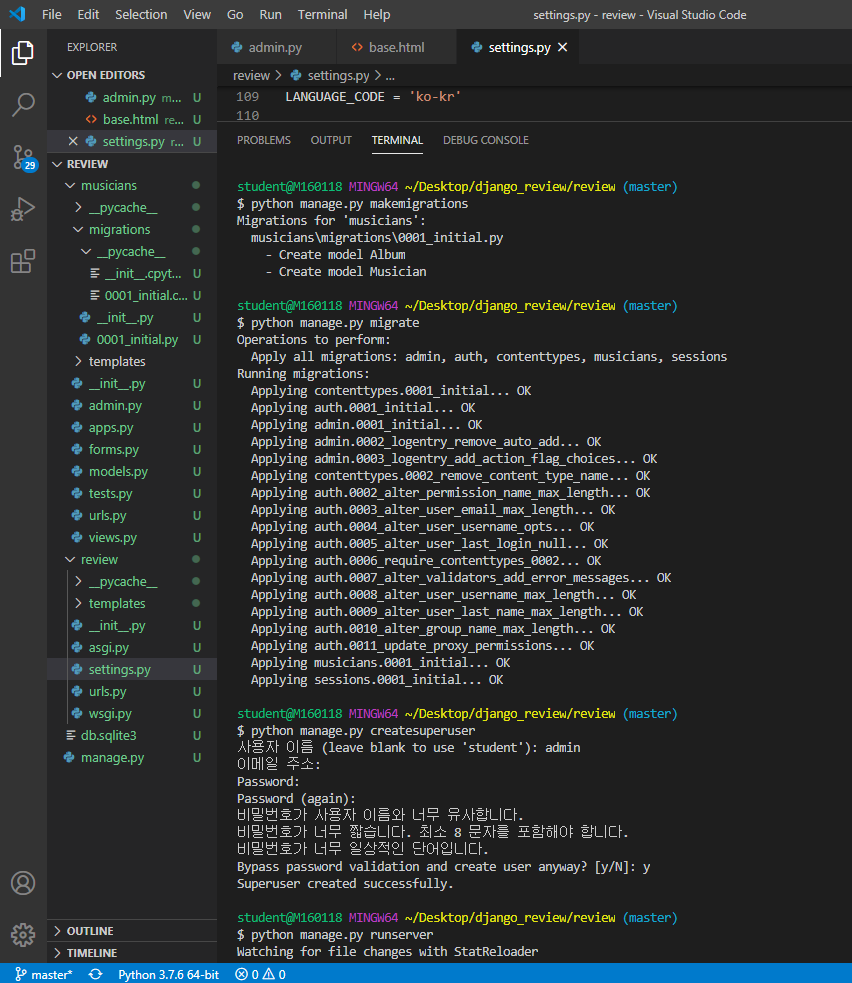 File Edit Selection View Go Run Terminal Help settings.py - review - Visual Studio Code
EXPLORER
OPEN EDITORS
admin.py m... U
base.html re... U
settings.py r... U
REVIEW
musicians
__pycache__
migrations
__pycache__
__init__.cpyt... U
0001_initial.c... U
__init__.py U
0001_initial.py U
templates
__init__.py U
admin.py U
apps.py U
forms.py U
models.py U
tests.py U
urls.py U
views.py U
review
__pycache__
templates
__init__.py U
asgi.py U
settings.py U
urls.py U
wsgi.py U
db.sqlite3 U
manage.py U
OUTLINE
TIMELINE
29
admin.py base.html settings.py
review > settings.py > ...
109 LANGUAGE_CODE = 'ko-kr'
110
PROBLEMS OUTPUT TERMINAL DEBUG CONSOLE
student@M160118 MINGW64 ~/Desktop/django_review/review (master)
$ python manage.py makemigrations
Migrations for 'musicians':
musicians\migrations\0001_initial.py
- Create model Album
- Create model Musician
student@M160118 MINGW64 ~/Desktop/django_review/review (master)
$ python manage.py migrate
Operations to perform:
Apply all migrations: admin, auth, contenttypes, musicians, sessions
Running migrations:
Applying contenttypes.0001_initial... OK
Applying auth.0001_initial... OK
Applying admin.0001_initial... OK
Applying admin.0002_logentry_remove_auto_add... OK
Applying admin.0003_logentry_add_action_flag_choices... OK
Applying contenttypes.0002_remove_content_type_name... OK
Applying auth.0002_alter_permission_name_max_length... OK
Applying auth.0003_alter_user_email_max_length... OK
Applying auth.0004_alter_user_username_opts... OK
Applying auth.0005_alter_user_last_login_null... OK
Applying auth.0006_require_contenttypes_0002... OK
Applying auth.0007_alter_validators_add_error_messages... OK
Applying auth.0008_alter_user_username_max_length... OK
Applying auth.0009_alter_user_last_name_max_length... OK
Applying auth.0010_alter_group_name_max_length... OK
Applying auth.0011_update_proxy_permissions... OK
Applying musicians.0001_initial... OK
Applying sessions.0001_initial... OK
student@M160118 MINGW64 ~/Desktop/django_review/review (master)
$ python manage.py createsuperuser
사용자 이름 (leave blank to use 'student'): admin
이메일 주소:
Password:
Password (again):
비밀번호가 사용자 이름와 너무 유사합니다.
비밀번호가 너무 짧습니다. 최소 8 문자를 포함해야 합니다.
비밀번호가 너무 일상적인 단어입니다.
Bypass password validation and create user anyway? [y/N]: y
Superuser created successfully.
student@M160118 MINGW64 ~/Desktop/django_review/review (master)
$ python manage.py runserver
Watching for file changes with StatReloader
master* Python 3.7.6 64-bit 0 0